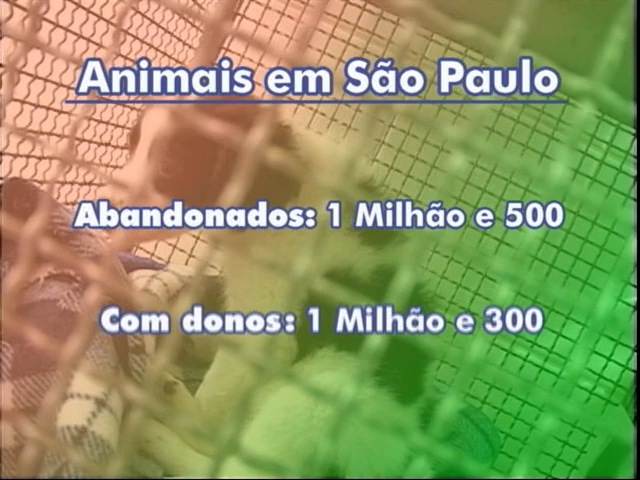 Animais em São Paulo
Abandonados: 1 Milhão e 500
Com donos: 1 Milhão e 300